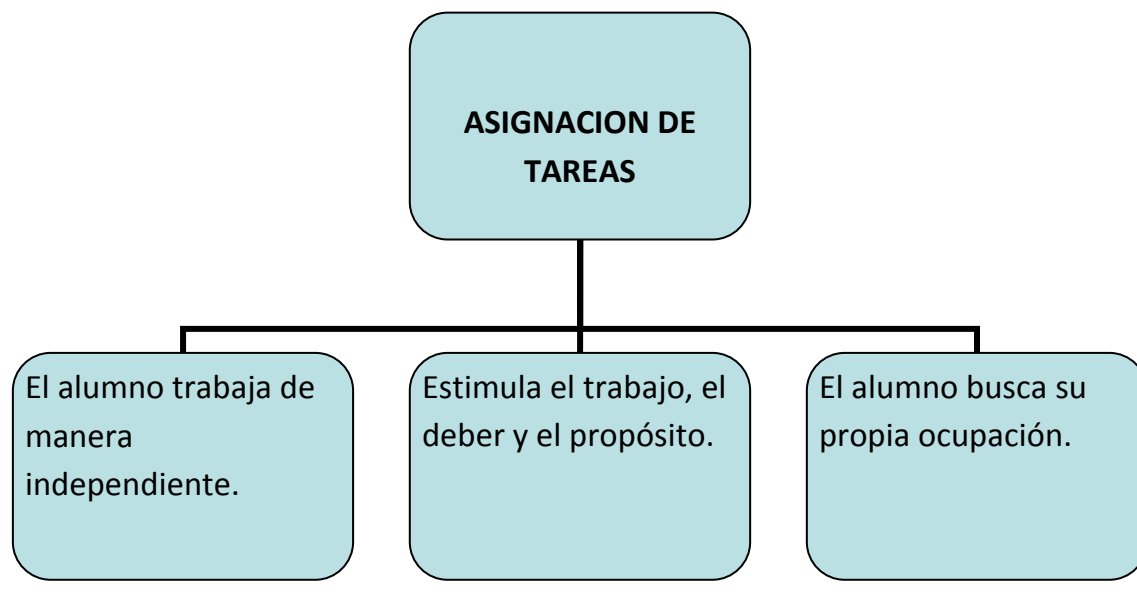 ASIGNACION DE
TAREAS
El alumno trabaja de
manera
independiente.
Estimula el trabajo, el
deber y el propósito.
El alumno busca su
propia ocupación.